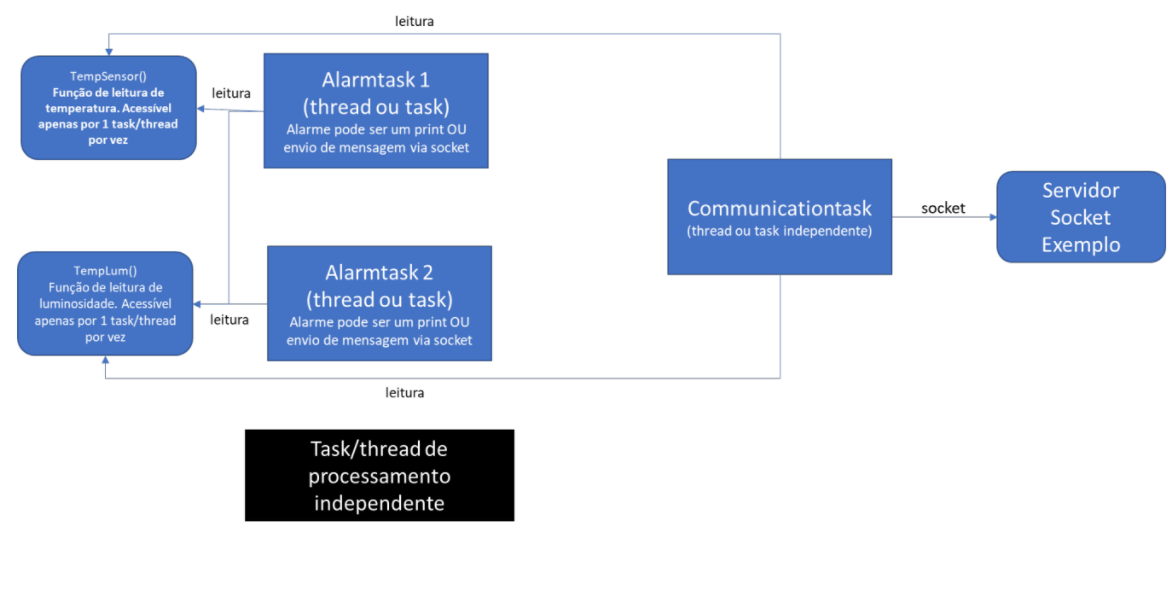 leitura
TempSensor()
Função de leitura de
temperatura. Acessível
apenas por 1 task/thread
por vez
leitura
Alarmtask 1
(thread ou task)
Alarme pode ser um print OU
envio de mensagem via socket
Communicationtask
(thread ou task independente)
socket
Servidor
Socket
Exemplo
TempLum()
Função de leitura de
luminosidade. Acessível
apenas por 1 task/thread
por vez
leitura
Alarmtask 2
(thread ou task)
Alarme pode ser um print OU
envio de mensagem via socket
leitura
Task/thread de
processamento
independente